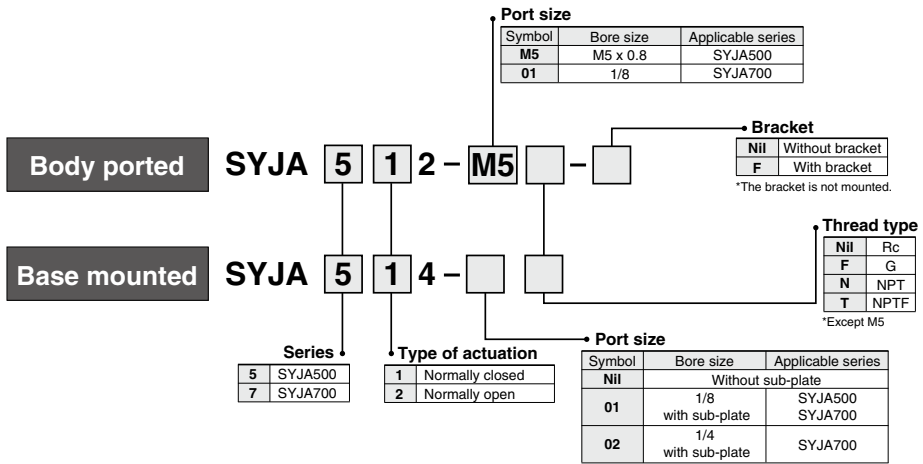 Port size
Symbol Bore size Applicable series
M5 M5 x 0.8 SYJA500
01 1/8 SYJA700
Body ported SYJA 5 1 2 – M5 –
Bracket
Nil Without bracket
F With bracket
*The bracket is not mounted.
Base mounted SYJA 5 1 4 –
Thread type
Nil Rc
F G
N NPT
T NPTF
*Except M5
Series
5 SYJA500
7 SYJA700
Type of actuation
1 Normally closed
2 Normally open
Port size
Symbol Bore size Applicable series
Nil Without sub-plate
01 1/8 with sub-plate SYJA500 SYJA700
02 1/4 with sub-plate SYJA700